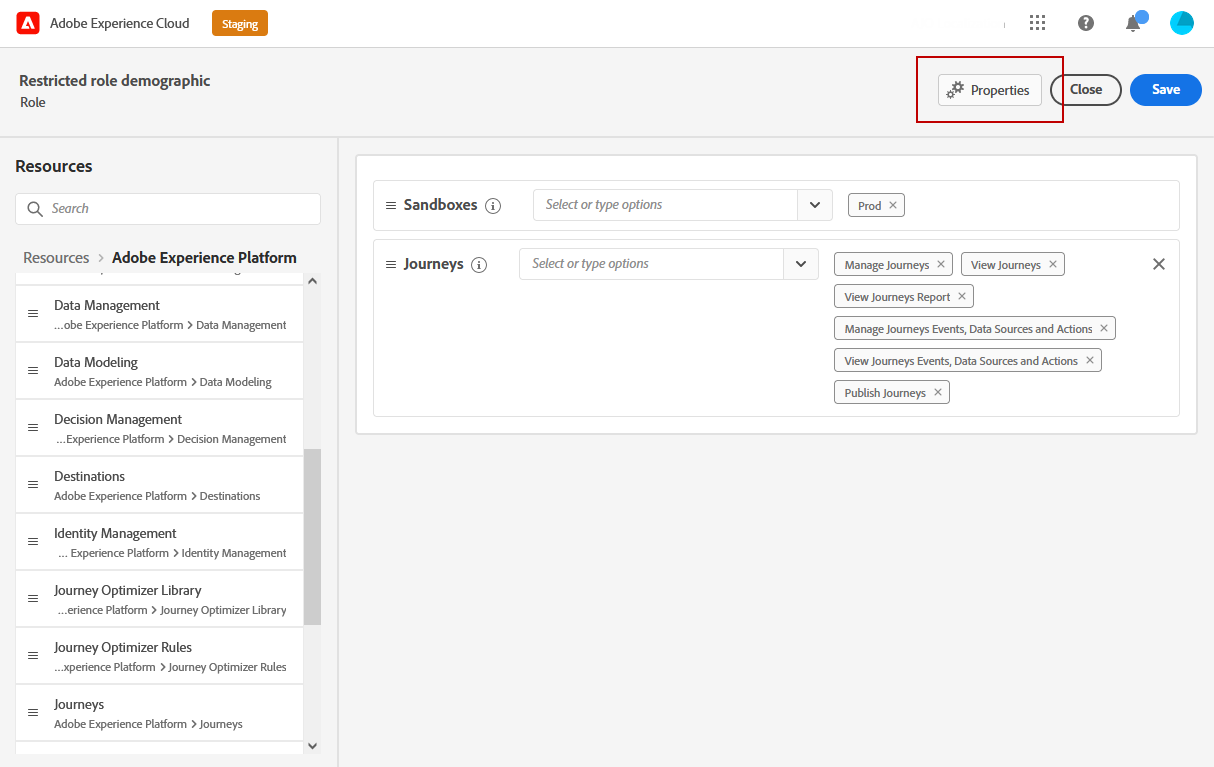 Adobe Experience Cloud
Staging
Restricted role demographic
Role
Properties
Close
Save
Resources
Search
Resources > Adobe Experience Platform
Data Management
...obe Experience Platform > Data Management
Data Modeling
Adobe Experience Platform > Data Modeling
Decision Management
...Experience Platform > Decision Management
Destinations
Adobe Experience Platform > Destinations
Identity Management
... Experience Platform > Identity Management
Journey Optimizer Library
...erience Platform > Journey Optimizer Library
Journey Optimizer Rules
...xperience Platform > Journey Optimizer Rules
Journeys
Adobe Experience Platform > Journeys
Sandboxes
Select or type options
Prod
Journeys
Select or type options
Manage Journeys
View Journeys
View Journeys Report
Manage Journeys Events, Data Sources and Actions
View Journeys Events, Data Sources and Actions
Publish Journeys